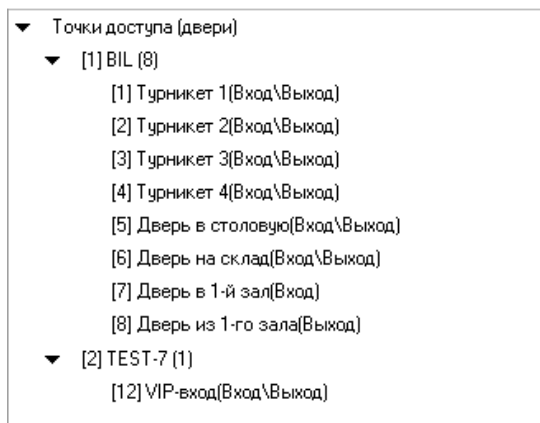 Точки доступа (двери)
[1] BIL (8)
[1] Турникет 1(Вход\Выход)
[2] Турникет 2(Вход\Выход)
[3] Турникет 3(Вход\Выход)
[4] Турникет 4(Вход\Выход)
[5] Дверь в столовую(Вход\Выход)
[6] Дверь на склад(Вход\Выход)
[7] Дверь в 1-й зал(Вход)
[8] Дверь из 1-го зала(Выход)
[2] TEST-7 (1)
[12] VIP-вход(Вход\Выход)